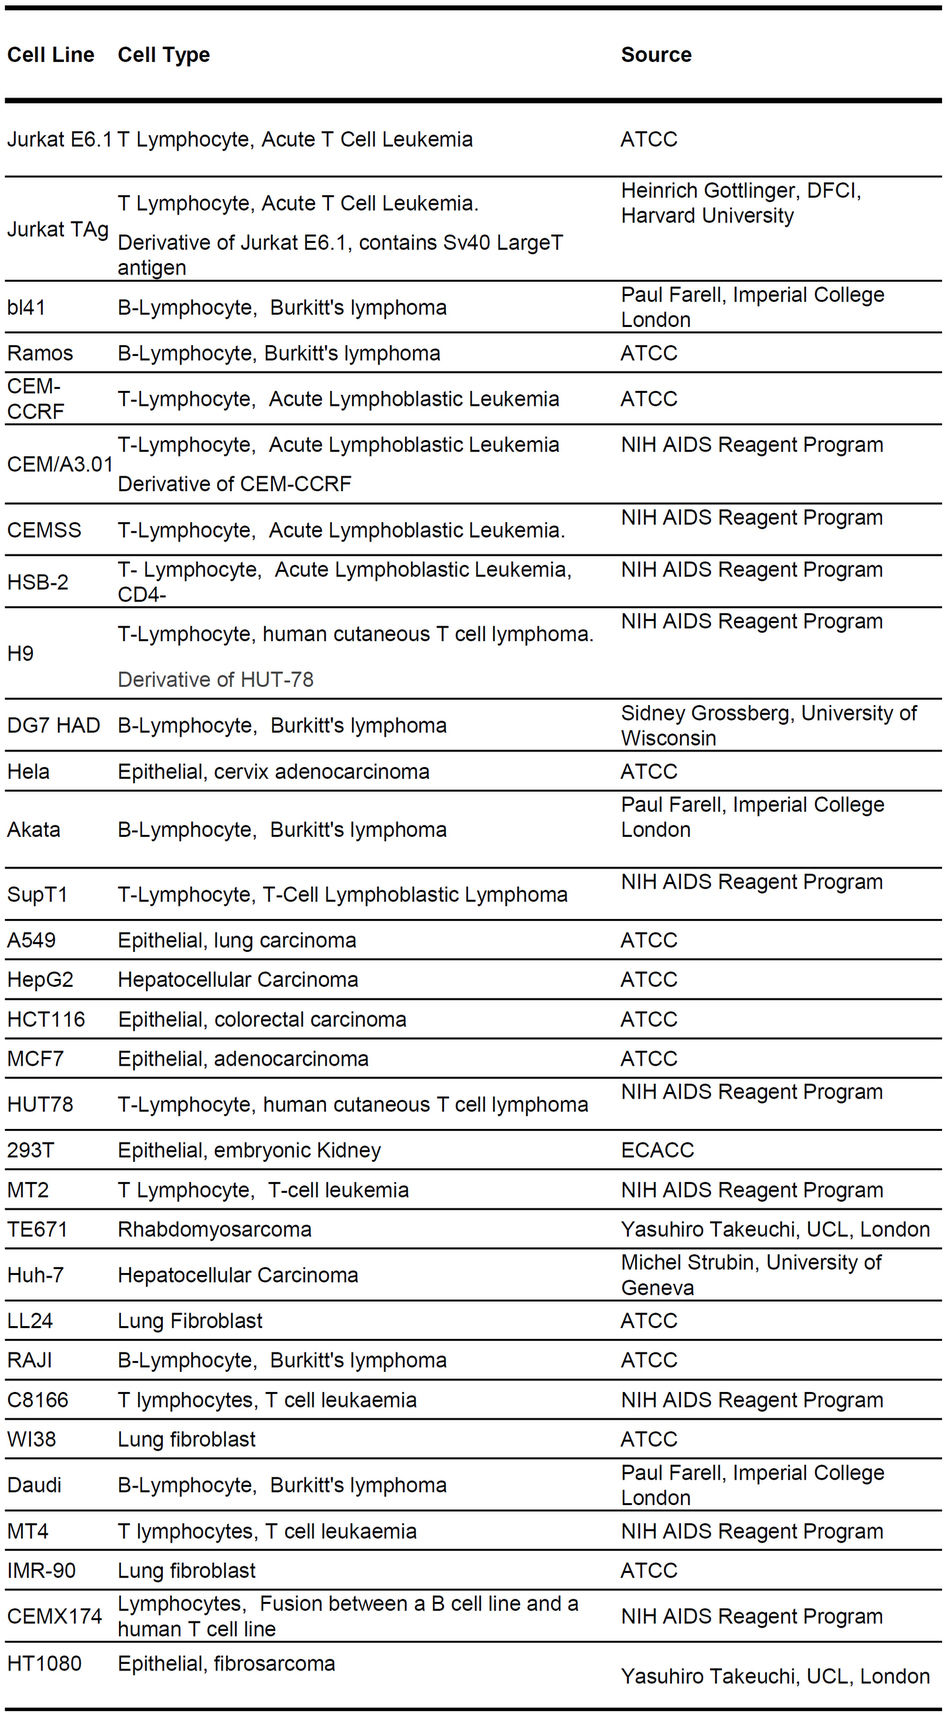 Cell Line Cell Type Source
Jurkat E6.1 T Lymphocyte, Acute T Cell Leukemia ATCC
Jurkat TAg T Lymphocyte, Acute T Cell Leukemia. Heinrich Gottlinger, DFCI,
Harvard University
Derivative of Jurkat E6.1, contains Sv40 LargeT
antigen
bl41 B-Lymphocyte, Burkitt's lymphoma Paul Farell, Imperial College
London
Ramos B-Lymphocyte, Burkitt's lymphoma ATCC
CEM-
CCRF T-Lymphocyte, Acute Lymphoblastic Leukemia ATCC
CEM/A3.01 T-Lymphocyte, Acute Lymphoblastic Leukemia NIH AIDS Reagent Program
Derivative of CEM-CCRF
CEMSS T-Lymphocyte, Acute Lymphoblastic Leukemia. NIH AIDS Reagent Program
HSB-2 T- Lymphocyte, Acute Lymphoblastic Leukemia, NIH AIDS Reagent Program
CD4-
H9 T-Lymphocyte, human cutaneous T cell lymphoma. NIH AIDS Reagent Program
Derivative of HUT-78
DG7 HAD B-Lymphocyte, Burkitt's lymphoma Sidney Grossberg, University of
Wisconsin
Hela Epithelial, cervix adenocarcinoma ATCC
Akata B-Lymphocyte, Burkitt's lymphoma Paul Farell, Imperial College
London
SupT1 T-Lymphocyte, T-Cell Lymphoblastic Lymphoma NIH AIDS Reagent Program
A549 Epithelial, lung carcinoma ATCC
HepG2 Hepatocellular Carcinoma ATCC
HCT116 Epithelial, colorectal carcinoma ATCC
MCF7 Epithelial, adenocarcinoma ATCC
HUT78 T-Lymphocyte, human cutaneous T cell lymphoma NIH AIDS Reagent Program
293T Epithelial, embryonic Kidney ECACC
MT2 T Lymphocyte, T-cell leukemia NIH AIDS Reagent Program
TE671 Rhabdomyosarcoma Yasuhiro Takeuchi, UCL, London
Huh-7 Hepatocellular Carcinoma Michel Strubin, University of
Geneva
LL24 Lung Fibroblast ATCC
RAJI B-Lymphocyte, Burkitt's lymphoma ATCC
C8166 T lymphocytes, T cell leukaemia NIH AIDS Reagent Program
WI38 Lung fibroblast ATCC
Daudi B-Lymphocyte, Burkitt's lymphoma Paul Farell, Imperial College
London
MT4 T lymphocytes, T cell leukaemia NIH AIDS Reagent Program
IMR-90 Lung fibroblast ATCC
CEMX174 Lymphocytes, Fusion between a B cell line and a NIH AIDS Reagent Program
human T cell line
HT1080 Epithelial, fibrosarcoma Yasuhiro Takeuchi, UCL, London